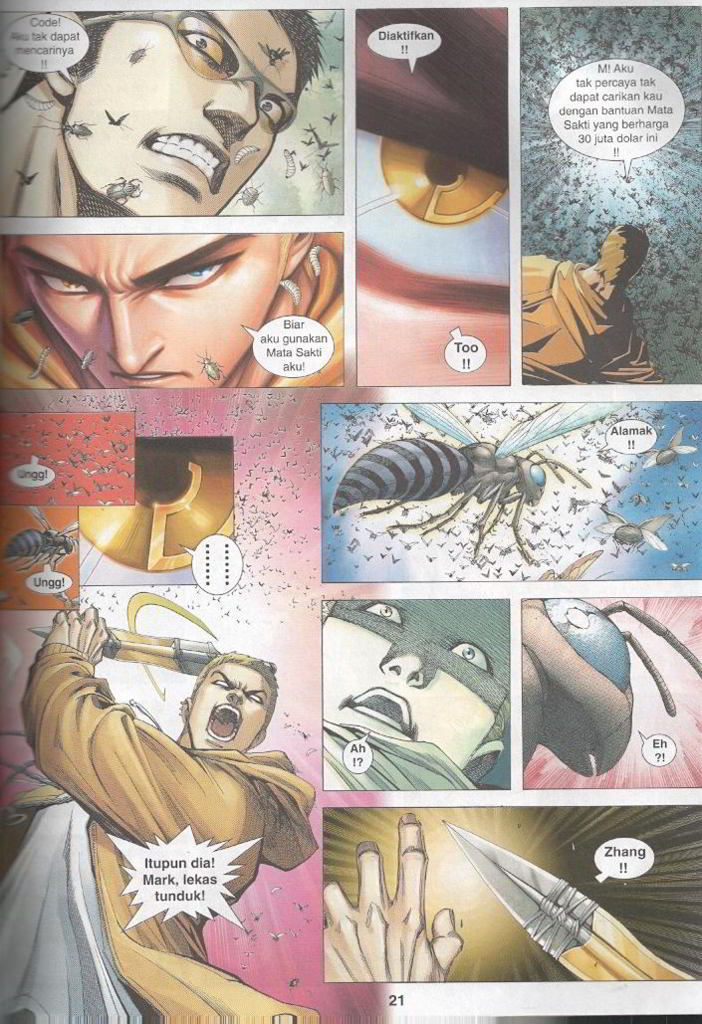 Code!
Aku tak dapat
mencarinya
!!
Biar
aku gunakan
Mata Sakti
aku!
Diaktifkan
!!
Too
!!
M! Aku
tak percaya tak
dapat carikan kau
dengan bantuan Mata
Sakti yang berharga
30 juta dolar ini
!!
Ungg!
Ungg!
Itupun dia!
Mark, lekas
tunduk!
Alamak
!!
Ah
!?
Eh
?!
Zhang
!!
21